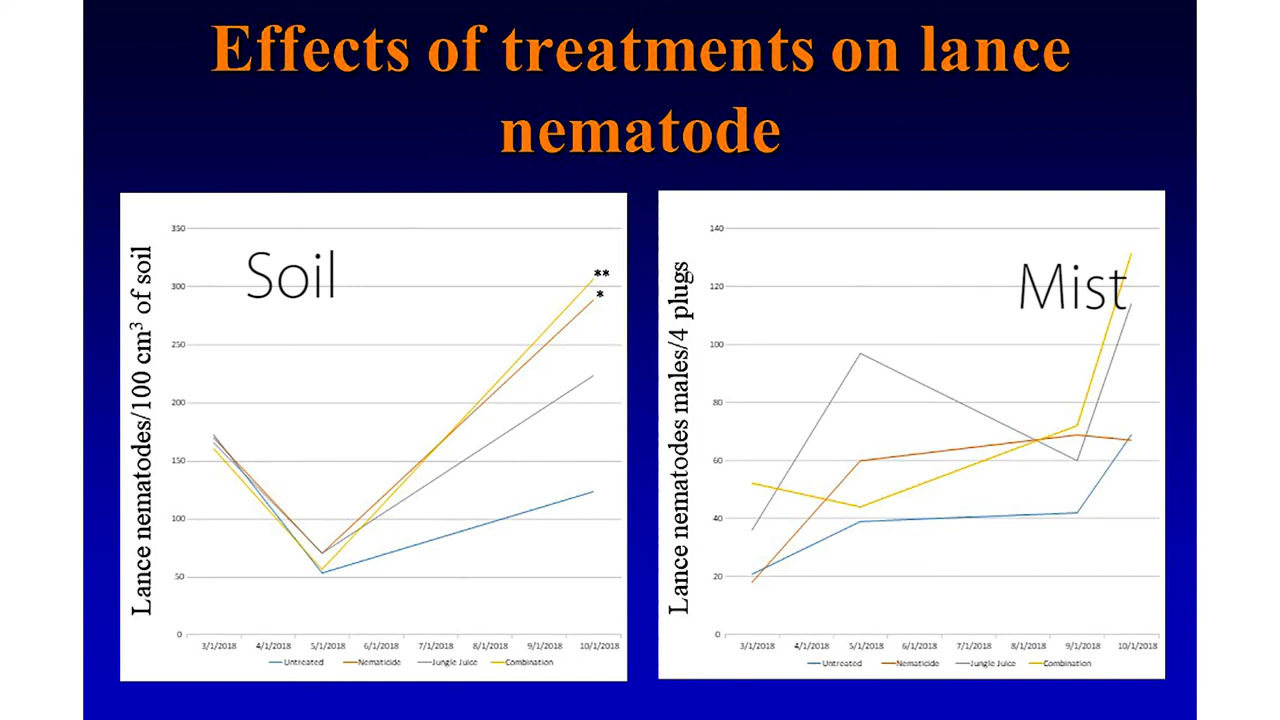 Effects of treatments on lance
nematode
Lance nematodes/100 cm³ of soil
Soil
350
300
250
200
150
100
50
0
**
*
3/1/2018 4/1/2018 5/1/2018 6/1/2018 7/1/2018 8/1/2018 9/1/2018 10/1/2018
Untreated Nematicide Jungle Juice Combination
Lance nematodes males/4 plugs
Mist
140
120
100
80
60
40
20
0
3/1/2018 4/1/2018 5/1/2018 6/1/2018 7/1/2018 8/1/2018 9/1/2018 10/1/2018
Untreated Nematicide Jungle Juice Combination